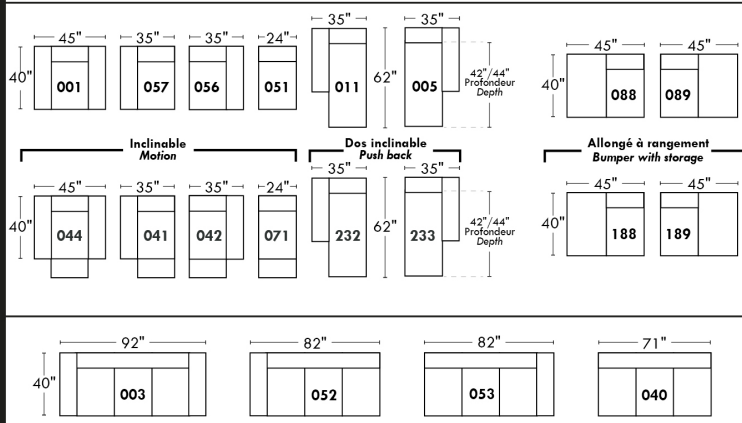 45" 35" 35" 24" 35" 35" 45" 45"
40" 001 057 056 051 011 62" 005 42"/44" 40" 088 089
Profondeur
Depth
Inclinable Dos inclinable Allongé à rangement
Motion Push back Bumper with storage
45" 35" 35" 24" 35" 35" 45" 45"
40" 044 041 042 071 232 62" 233 42"/44" 40" 188 189
Profondeur
Depth
92" 82" 82" 71"
40" 003 052 053 040